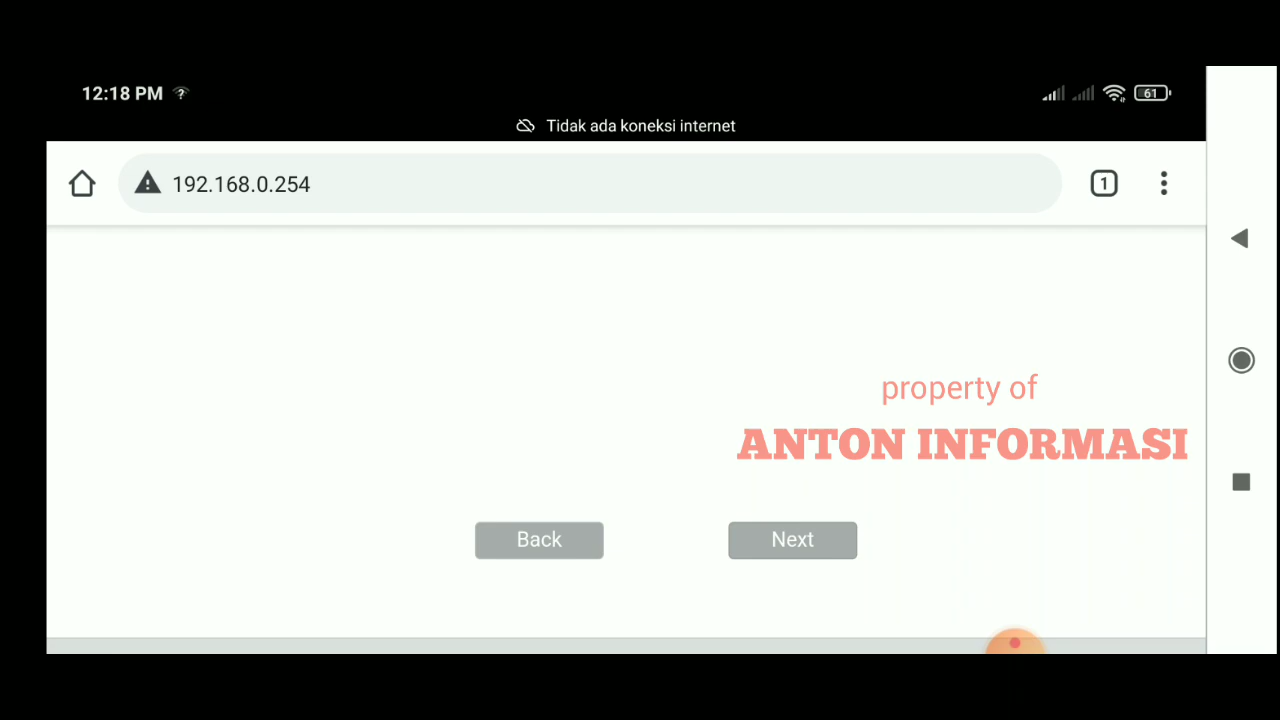 12:18 PM
61
Tidak ada koneksi internet
192.168.0.254
1
property of
ANTON INFORMASI
Back
Next